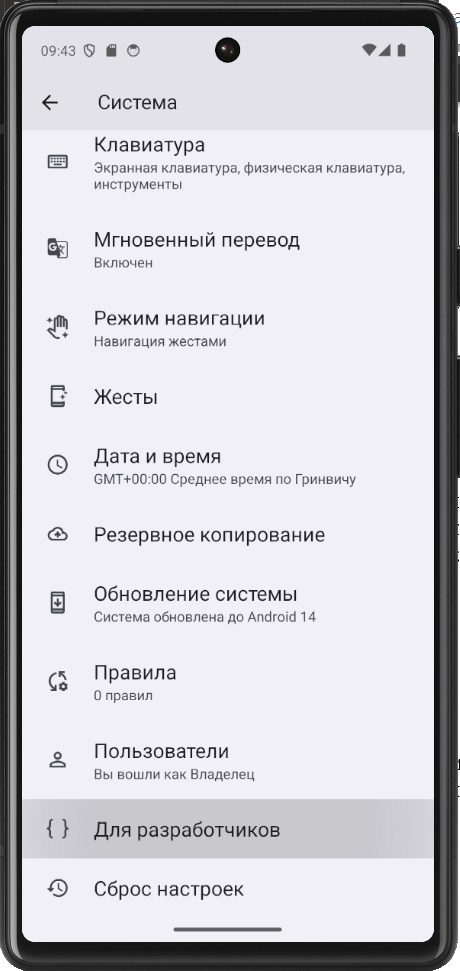 09:43
Система
Клавиатура
Экранная клавиатура, физическая клавиатура,
инструменты
Мгновенный перевод
Включен
Режим навигации
Навигация жестами
Жесты
Дата и время
GMT+00:00 Среднее время по Гринвичу
Резервное копирование
Обновление системы
Система обновлена до Android 14
Правила
0 правил
Пользователи
Вы вошли как Владелец
{ } Для разработчиков
Сброс настроек